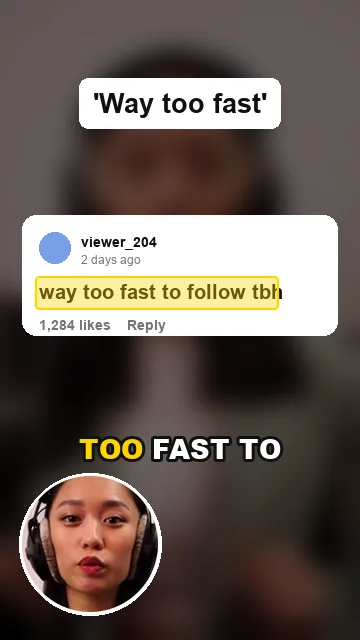 'Way too fast'
viewer_204
2 days ago
way too fast to follow tbh
1,284 likes Reply
TOO FAST TO